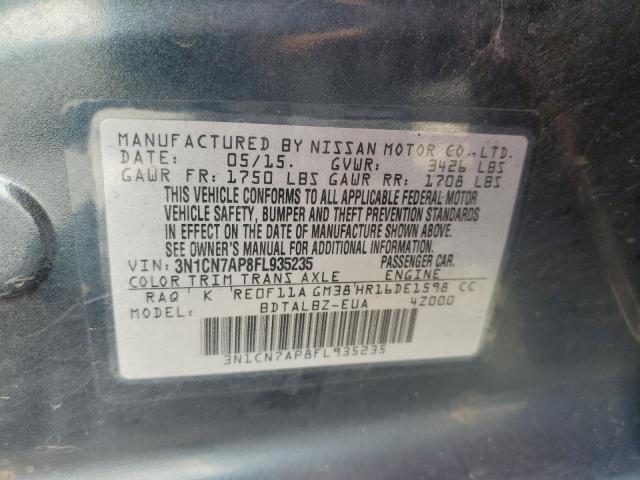 MANUFACTURED BY NISSAN MOTOR CO.,LTD.
DATE: 05/15. GVWR: 3426 LBS
GAWR FR: 1750 LBS GAWR RR: 1708 LBS
THIS VEHICLE CONFORMS TO ALL APPLICABLE FEDERAL MOTOR
VEHICLE SAFETY, BUMPER AND THEFT PREVENTION STANDARDS
IN EFFECT ON THE DATE OF MANUFACTURE SHOWN ABOVE.
SEE OWNER'S MANUAL FOR ADDITIONAL INFORMATION.
VIN: 3N1CN7AP8FL935235 PASSENGER CAR.
COLOR TRIM TRANS AXLE ENGINE
RAQ K RE0F11A GM38 HR16DE1598 CC
MODEL: BDTALBZ-EUA 4Z000
3N1CN7AP8FL935235